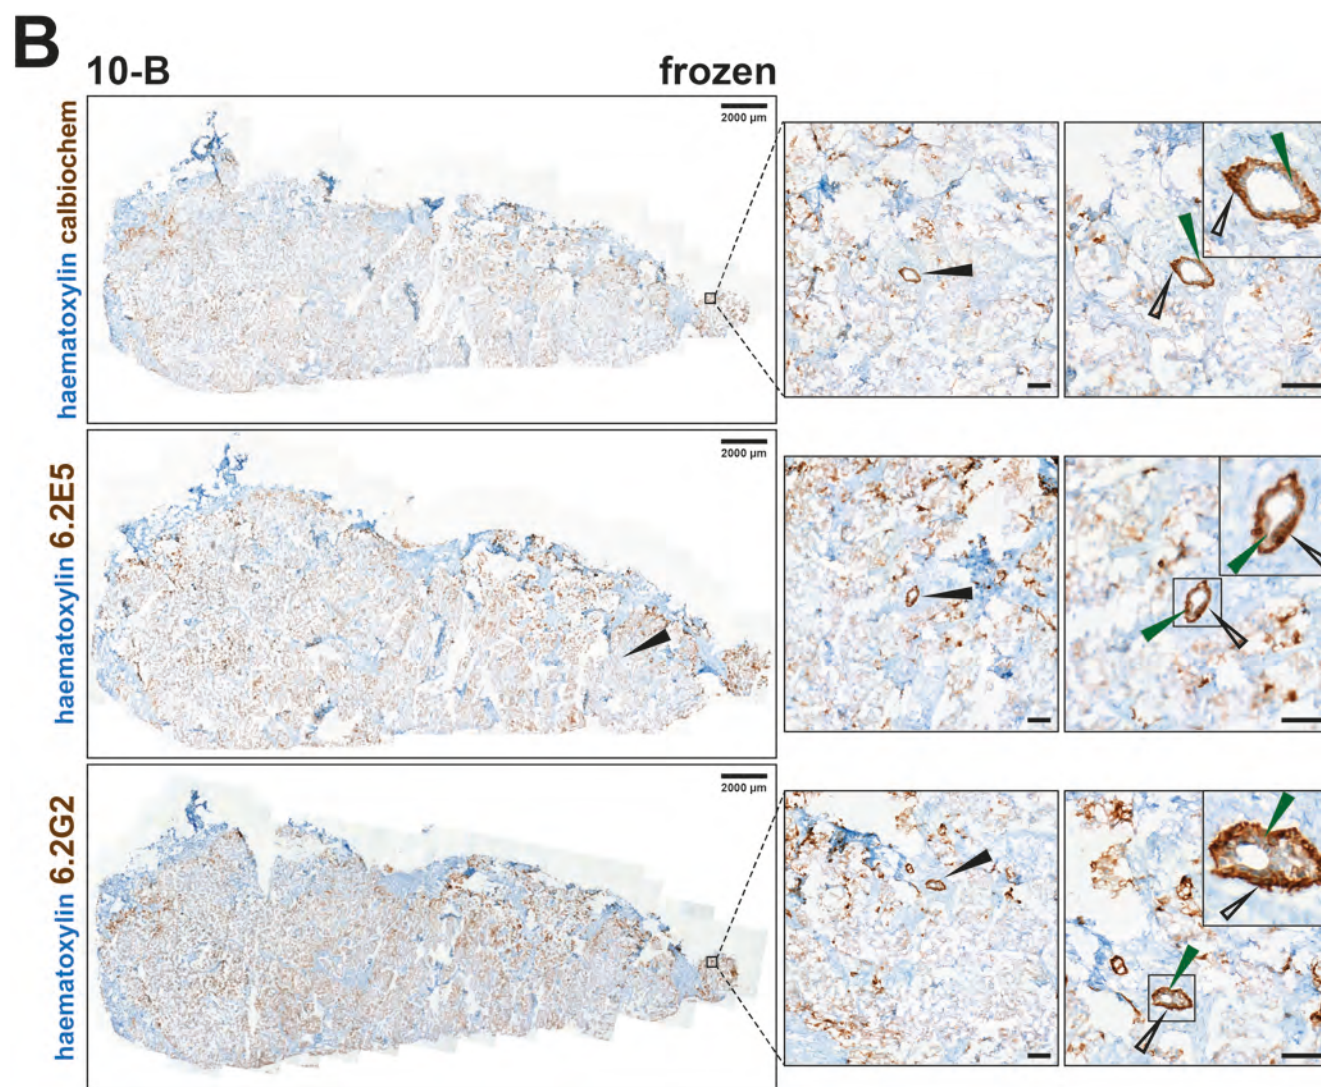 B
10-B frozen
haematoxylin calbiochem
2000 µm
haematoxylin 6.2E5
2000 µm
haematoxylin 6.2G2
2000 µm